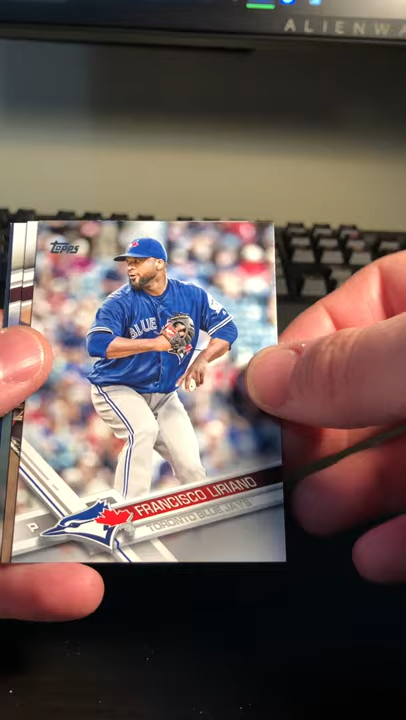 ALIENWA
Topps
BLUE
FRANCISCO LIRIANO
TORONTO BLUE JAYS
P